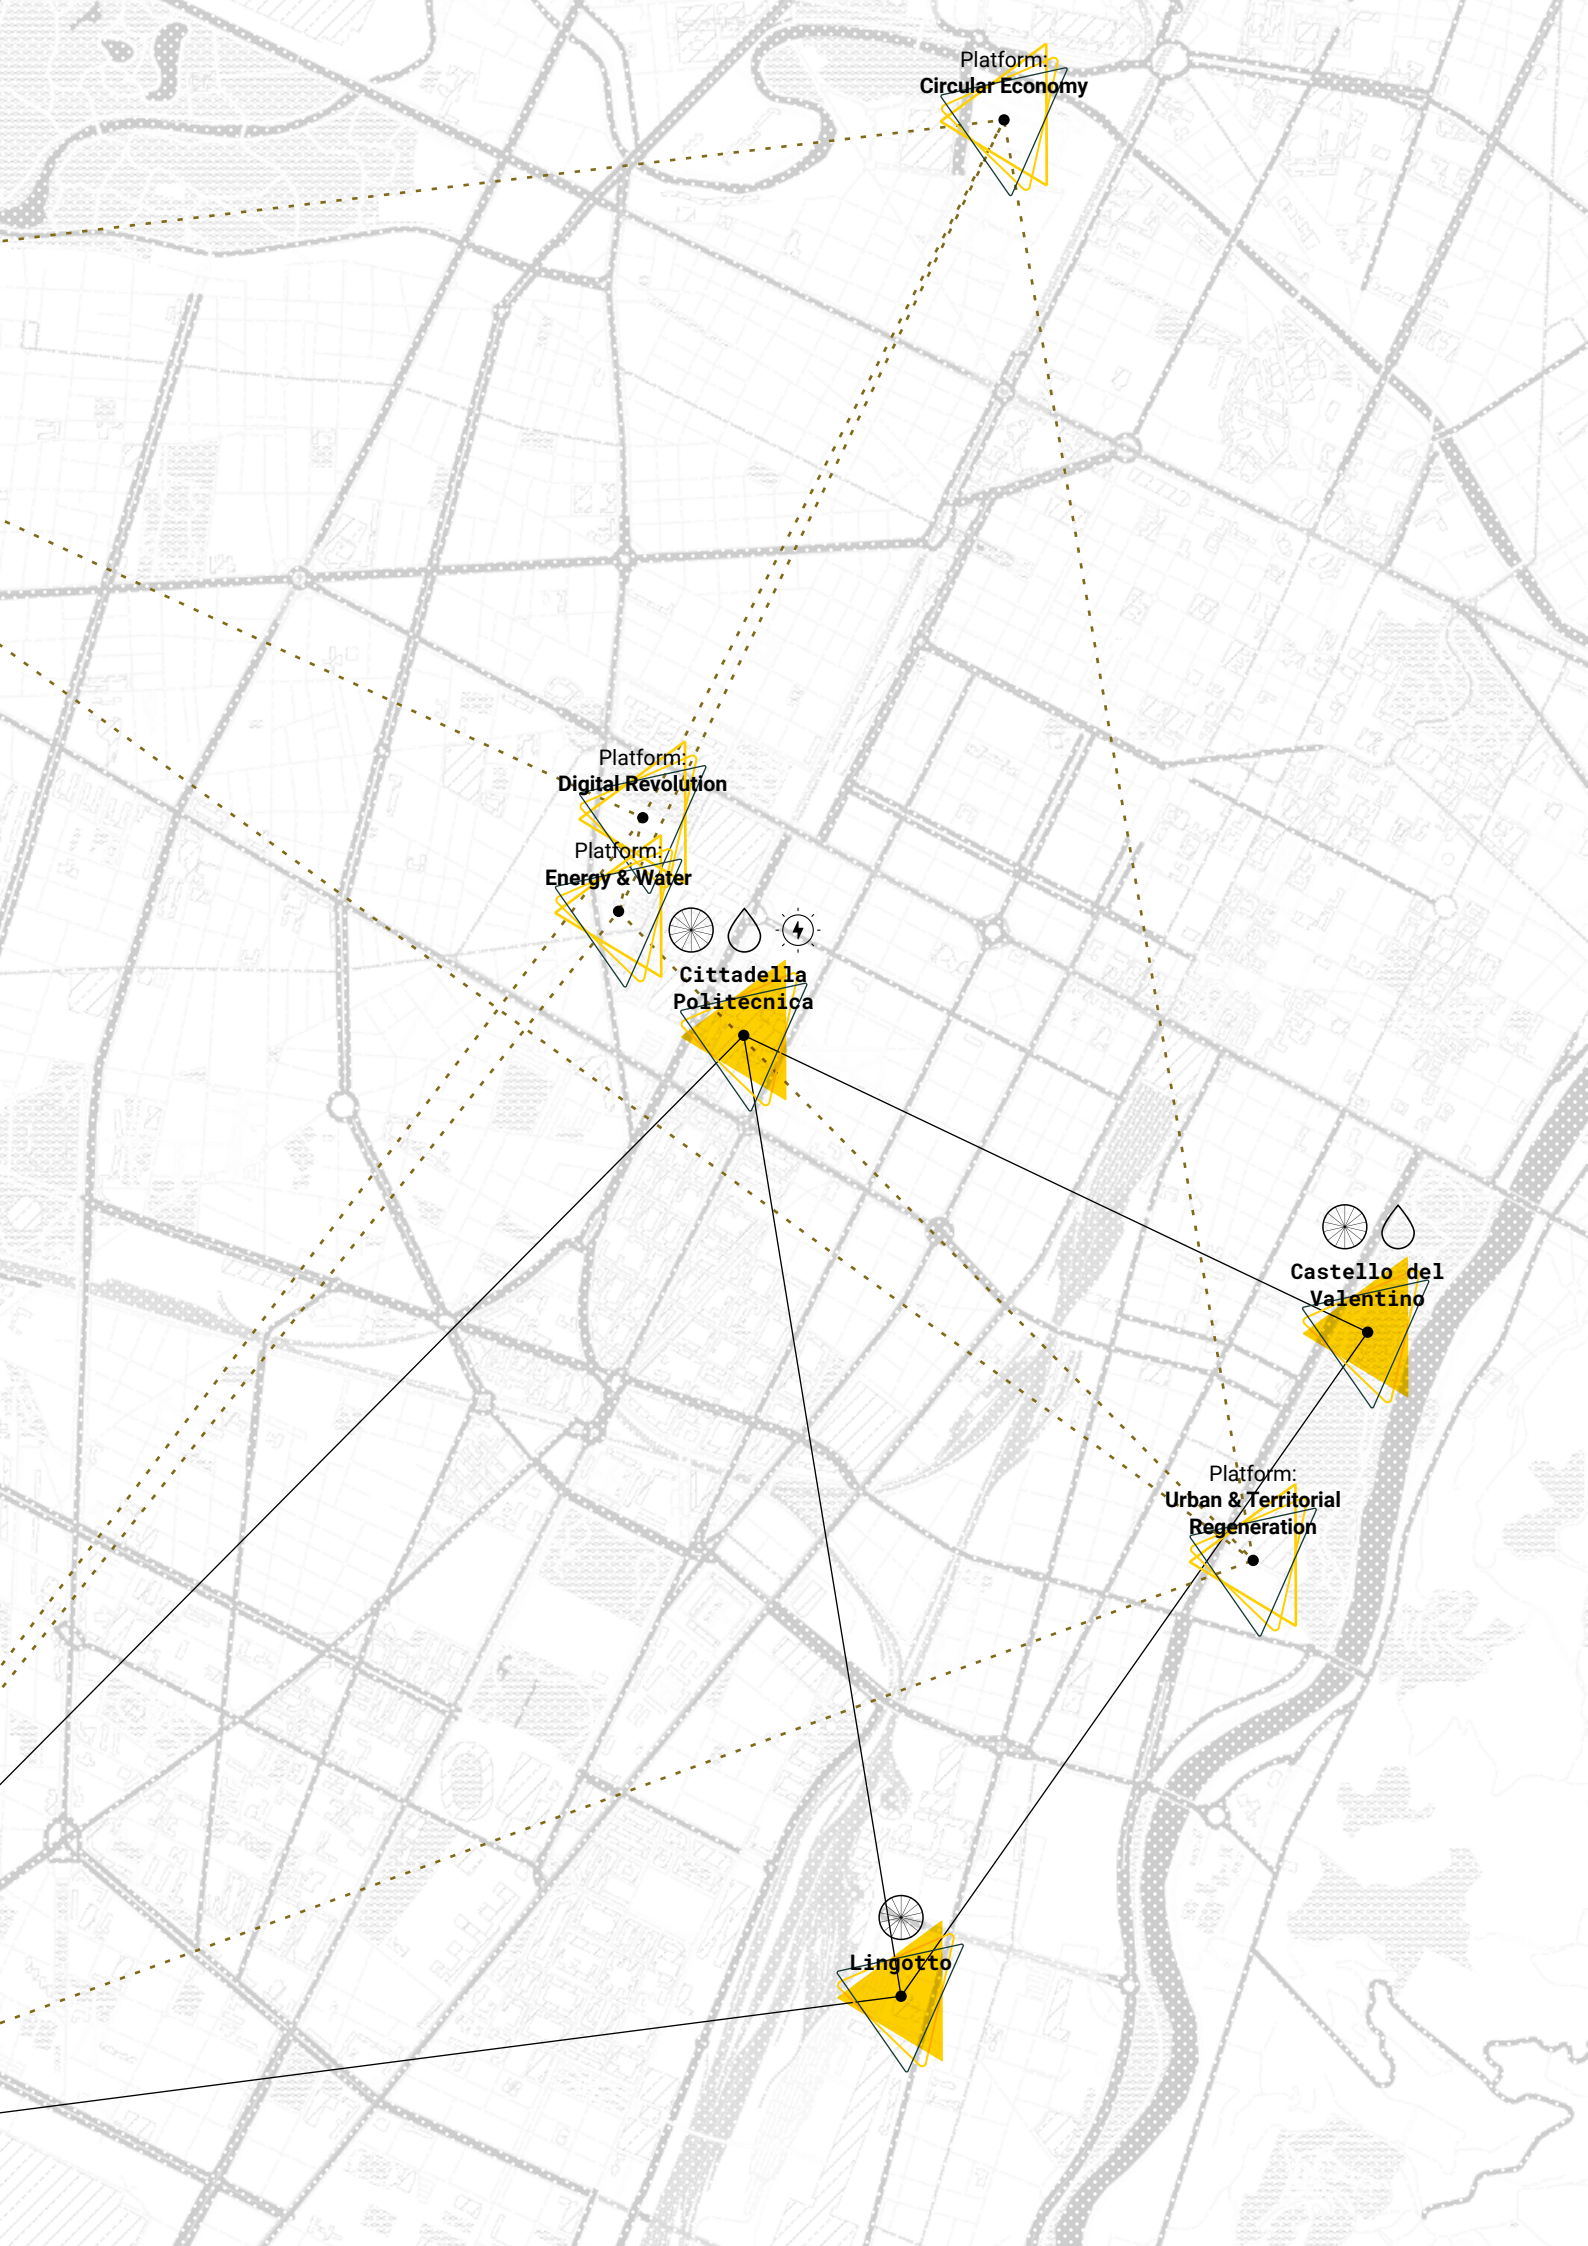 Platform:
Circular Economy
Platform:
Digital Revolution
Platform:
Energy & Water
Cittadella
Politecnica
Castello del
Valentino
Platform:
Urban & Territorial
Regeneration
Lingotto